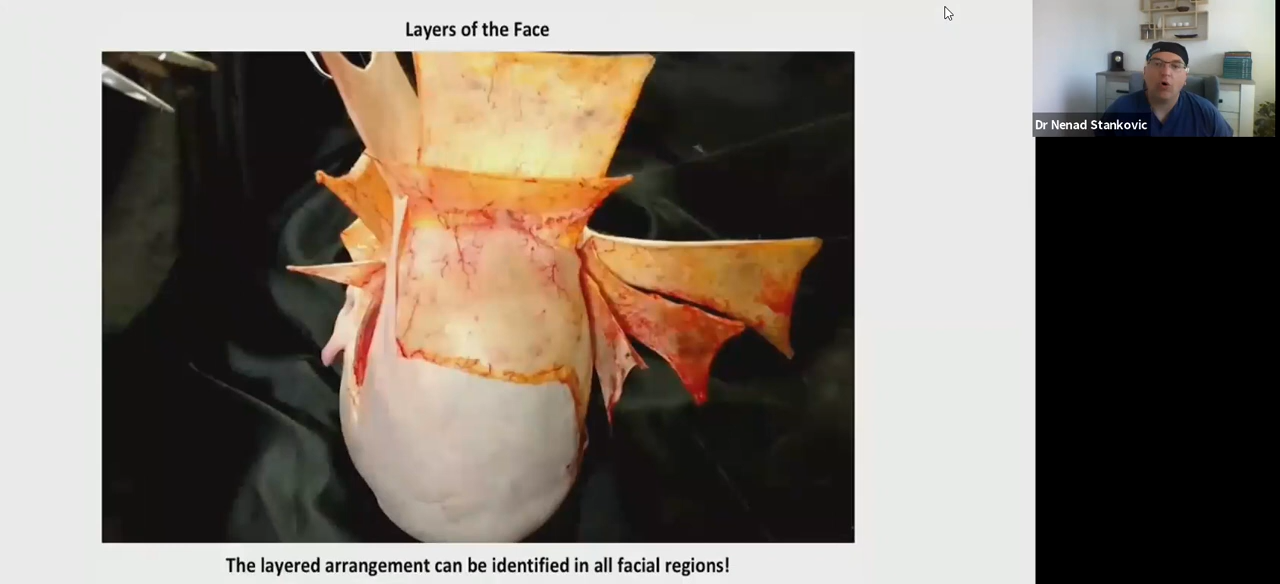 Layers of the Face
Dr Nenad Stankovic
The layered arrangement can be identified in all facial regions!